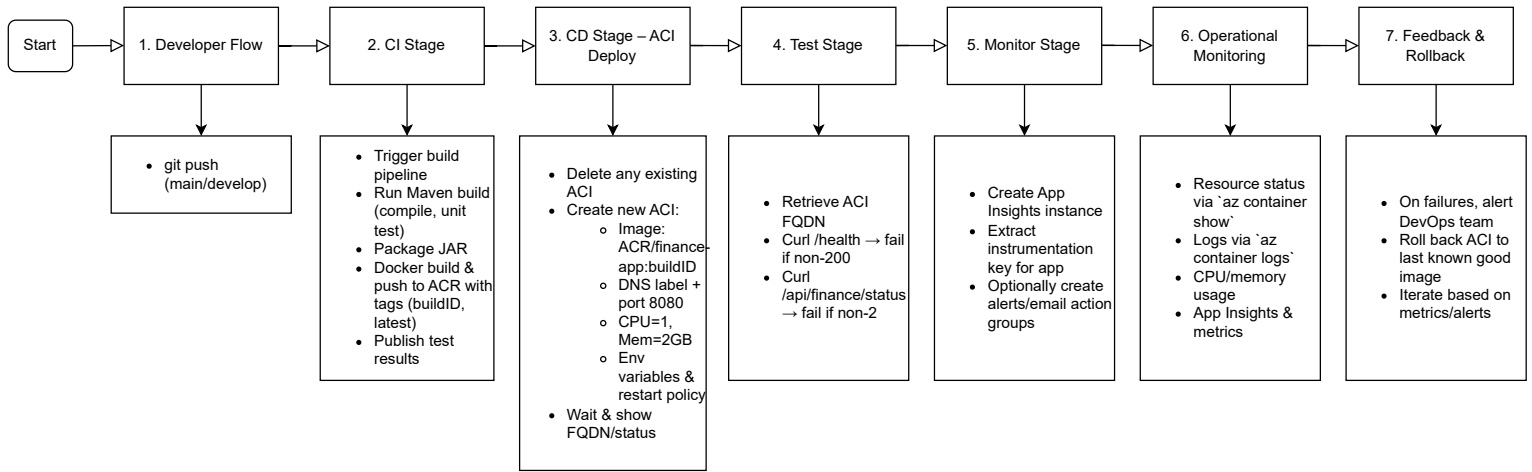 Start
1. Developer Flow
2. CI Stage
3. CD Stage – ACI
Deploy
4. Test Stage
5. Monitor Stage
6. Operational
Monitoring
7. Feedback &
Rollback
• git push
(main/develop)
• Trigger build
pipeline
• Run Maven build
(compile, unit
test)
• Package JAR
• Docker build &
push to ACR with
tags (buildID,
latest)
• Publish test
results
• Delete any existing
ACI
• Create new ACI:
○ Image:
ACR/finance-
app:buildID
○ DNS label +
port 8080
○ CPU=1,
Mem=2GB
○ Env
variables &
restart policy
• Wait & show
FQDN/status
• Retrieve ACI
FQDN
• Curl /health → fail
if non-200
• Curl
/api/finance/status
→ fail if non-2
• Create App
Insights instance
• Extract
instrumentation
key for app
• Optionally create
alerts/email action
groups
• Resource status
via `az container
show`
• Logs via `az
container logs`
• CPU/memory
usage
• App Insights &
metrics
• On failures, alert
DevOps team
• Roll back ACI to
last known good
image
• Iterate based on
metrics/alerts